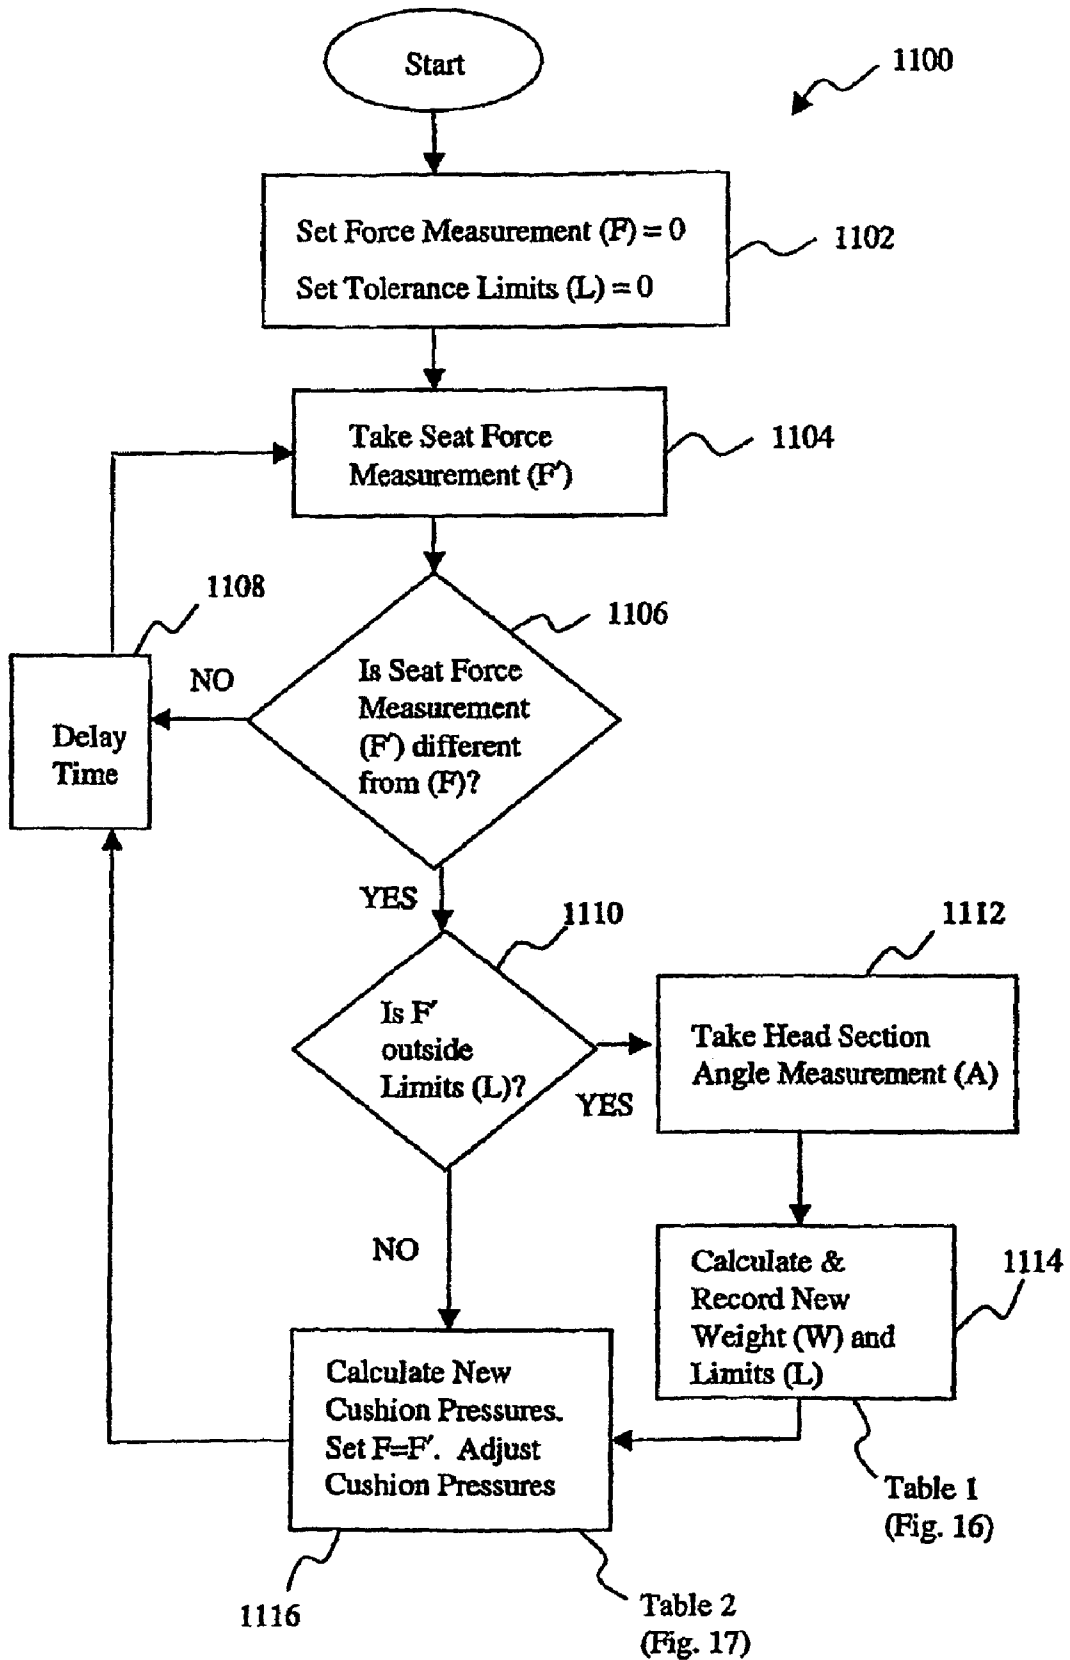 Start
1100
Set Force Measurement (F) = 0
Set Tolerance Limits (L) = 0
1102
Take Seat Force
Measurement (F')
1104
1108
1106
NO
Is Seat Force
Measurement
(F') different
from (F)?
Delay
Time
YES
1110
1112
Is F'
outside
Limits (L)?
YES
Take Head Section
Angle Measurement (A)
NO
Calculate &
Record New
Weight (W) and
Limits (L)
1114
Calculate New
Cushion Pressures.
Set F=F'. Adjust
Cushion Pressures
Table 1
(Fig. 16)
1116
Table 2
(Fig. 17)